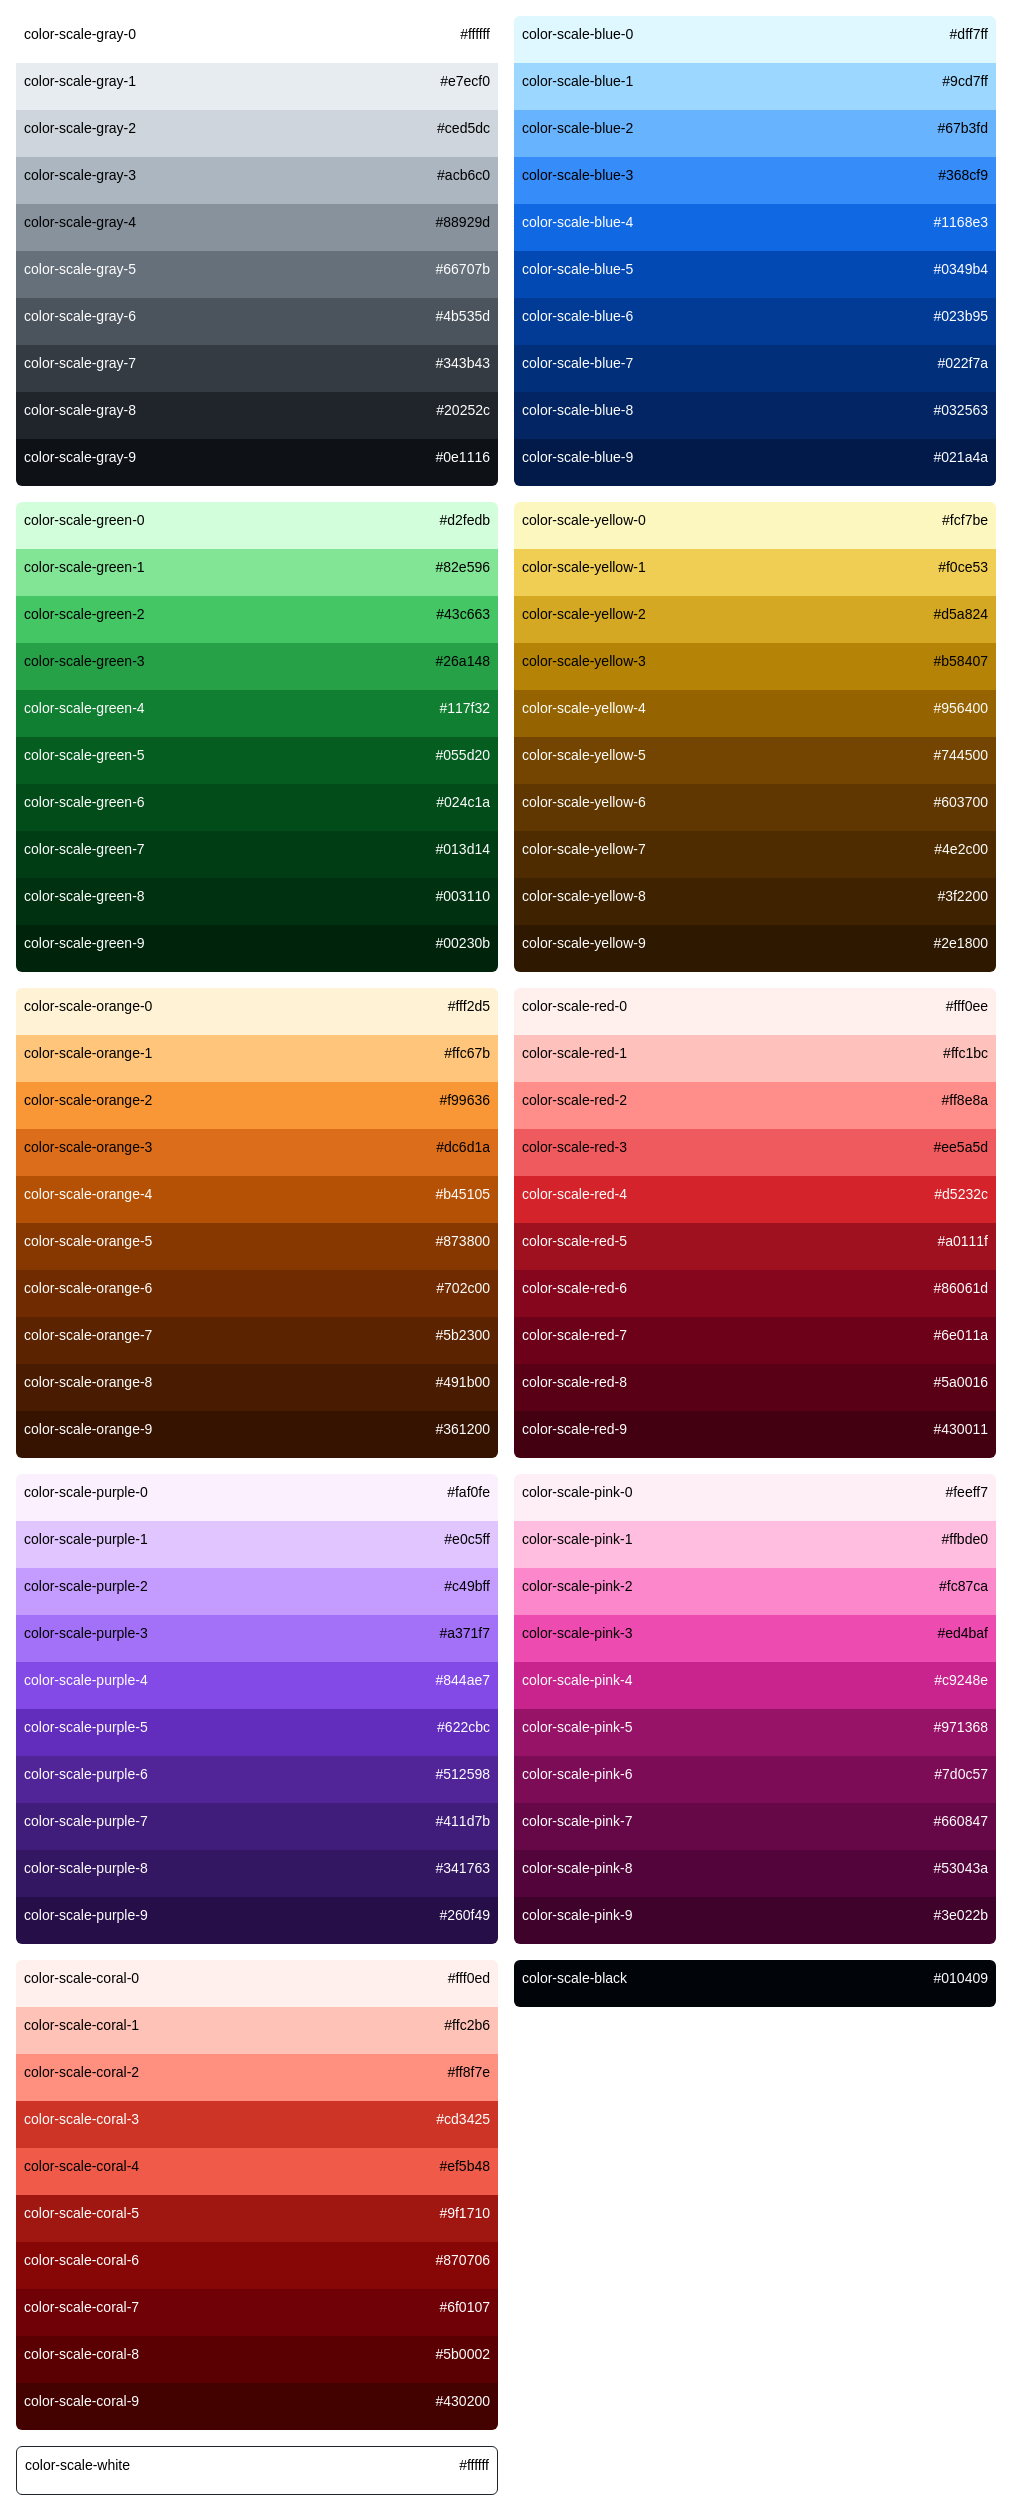 color-scale-gray-0 #ffffff
color-scale-gray-1 #e7ecf0
color-scale-gray-2 #ced5dc
color-scale-gray-3 #acb6c0
color-scale-gray-4 #88929d
color-scale-gray-5 #66707b
color-scale-gray-6 #4b535d
color-scale-gray-7 #343b43
color-scale-gray-8 #20252c
color-scale-gray-9 #0e1116
color-scale-blue-0 #dff7ff
color-scale-blue-1 #9cd7ff
color-scale-blue-2 #67b3fd
color-scale-blue-3 #368cf9
color-scale-blue-4 #1168e3
color-scale-blue-5 #0349b4
color-scale-blue-6 #023b95
color-scale-blue-7 #022f7a
color-scale-blue-8 #032563
color-scale-blue-9 #021a4a
color-scale-green-0 #d2fedb
color-scale-green-1 #82e596
color-scale-green-2 #43c663
color-scale-green-3 #26a148
color-scale-green-4 #117f32
color-scale-green-5 #055d20
color-scale-green-6 #024c1a
color-scale-green-7 #013d14
color-scale-green-8 #003110
color-scale-green-9 #00230b
color-scale-yellow-0 #fcf7be
color-scale-yellow-1 #f0ce53
color-scale-yellow-2 #d5a824
color-scale-yellow-3 #b58407
color-scale-yellow-4 #956400
color-scale-yellow-5 #744500
color-scale-yellow-6 #603700
color-scale-yellow-7 #4e2c00
color-scale-yellow-8 #3f2200
color-scale-yellow-9 #2e1800
color-scale-orange-0 #fff2d5
color-scale-orange-1 #ffc67b
color-scale-orange-2 #f99636
color-scale-orange-3 #dc6d1a
color-scale-orange-4 #b45105
color-scale-orange-5 #873800
color-scale-orange-6 #702c00
color-scale-orange-7 #5b2300
color-scale-orange-8 #491b00
color-scale-orange-9 #361200
color-scale-red-0 #fff0ee
color-scale-red-1 #ffc1bc
color-scale-red-2 #ff8e8a
color-scale-red-3 #ee5a5d
color-scale-red-4 #d5232c
color-scale-red-5 #a0111f
color-scale-red-6 #86061d
color-scale-red-7 #6e011a
color-scale-red-8 #5a0016
color-scale-red-9 #430011
color-scale-purple-0 #faf0fe
color-scale-purple-1 #e0c5ff
color-scale-purple-2 #c49bff
color-scale-purple-3 #a371f7
color-scale-purple-4 #844ae7
color-scale-purple-5 #622cbc
color-scale-purple-6 #512598
color-scale-purple-7 #411d7b
color-scale-purple-8 #341763
color-scale-purple-9 #260f49
color-scale-pink-0 #feeff7
color-scale-pink-1 #ffbde0
color-scale-pink-2 #fc87ca
color-scale-pink-3 #ed4baf
color-scale-pink-4 #c9248e
color-scale-pink-5 #971368
color-scale-pink-6 #7d0c57
color-scale-pink-7 #660847
color-scale-pink-8 #53043a
color-scale-pink-9 #3e022b
color-scale-coral-0 #fff0ed
color-scale-coral-1 #ffc2b6
color-scale-coral-2 #ff8f7e
color-scale-coral-3 #cd3425
color-scale-coral-4 #ef5b48
color-scale-coral-5 #9f1710
color-scale-coral-6 #870706
color-scale-coral-7 #6f0107
color-scale-coral-8 #5b0002
color-scale-coral-9 #430200
color-scale-black #010409
color-scale-white #ffffff